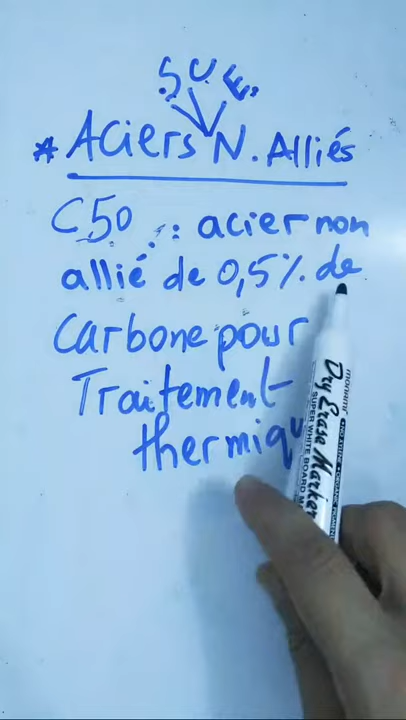 S U E.
* Aciers N. Alliés
C50 : acier non
allié de 0,5% de
Carbone pour
Traitement
thermiqu
monami
Dry Erase Marker
SUPER WHITE BOARD M